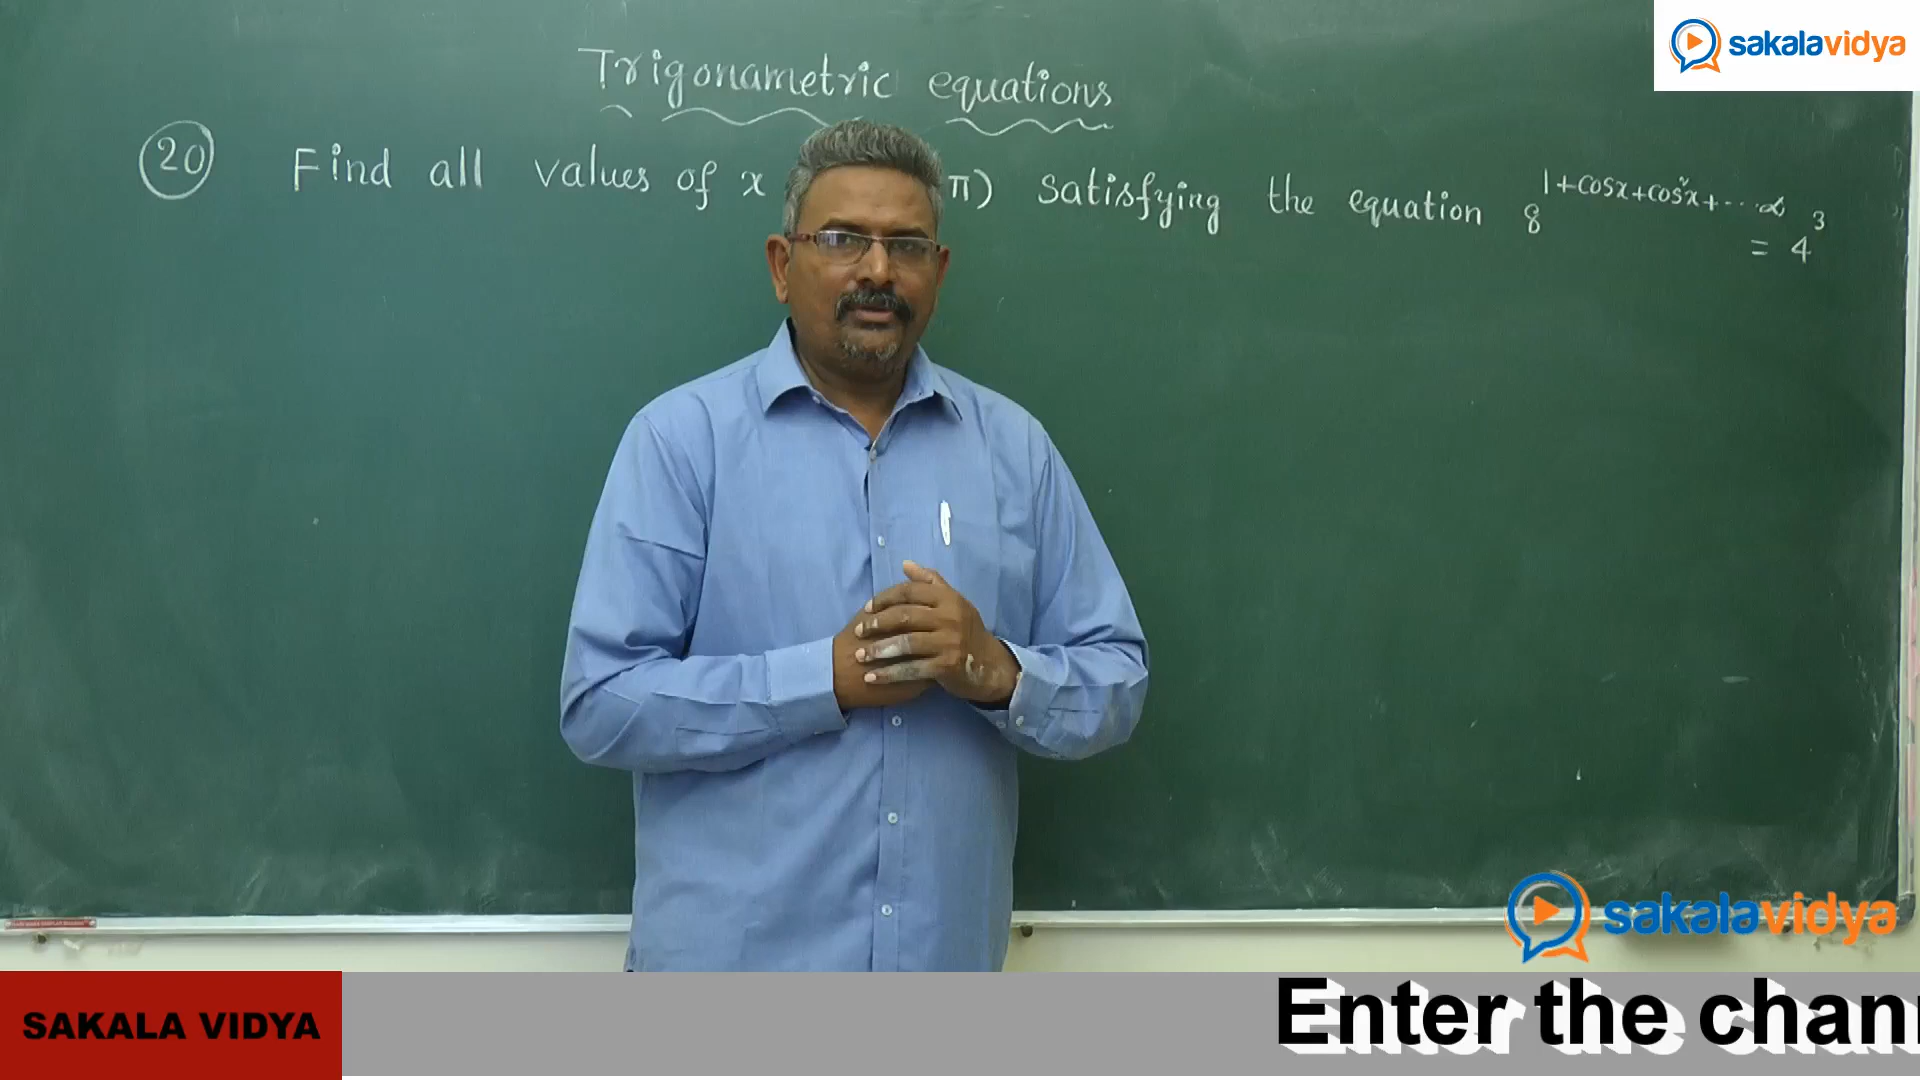 sakalavidya
Trigonametric equations
20 Find all values of x π) satisfying the equation 8^1+cosx+cos²x+---∝ = 4^3
sakalavidya
SAKALA VIDYA
Enter the chan